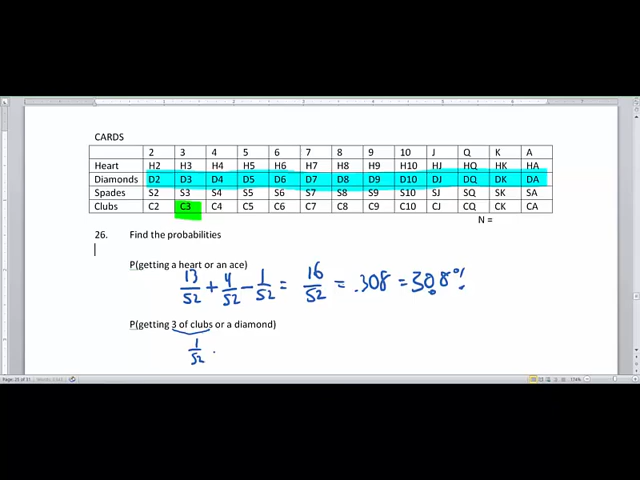 CARDS
2 3 4 5 6 7 8 9 10 J Q K A
Heart H2 H3 H4 H5 H6 H7 H8 H9 H10 HJ HQ HK HA
Diamonds D2 D3 D4 D5 D6 D7 D8 D9 D10 DJ DQ DK DA
Spades S2 S3 S4 S5 S6 S7 S8 S9 S10 SJ SQ SK SA
Clubs C2 C3 C4 C5 C6 C7 C8 C9 C10 CJ CQ CK CA
N =
26. Find the probabilities
P(getting a heart or an ace)
13/52 + 4/52 - 1/52 = 16/52 = .308 = 30.8%
P(getting 3 of clubs or a diamond)
1/52